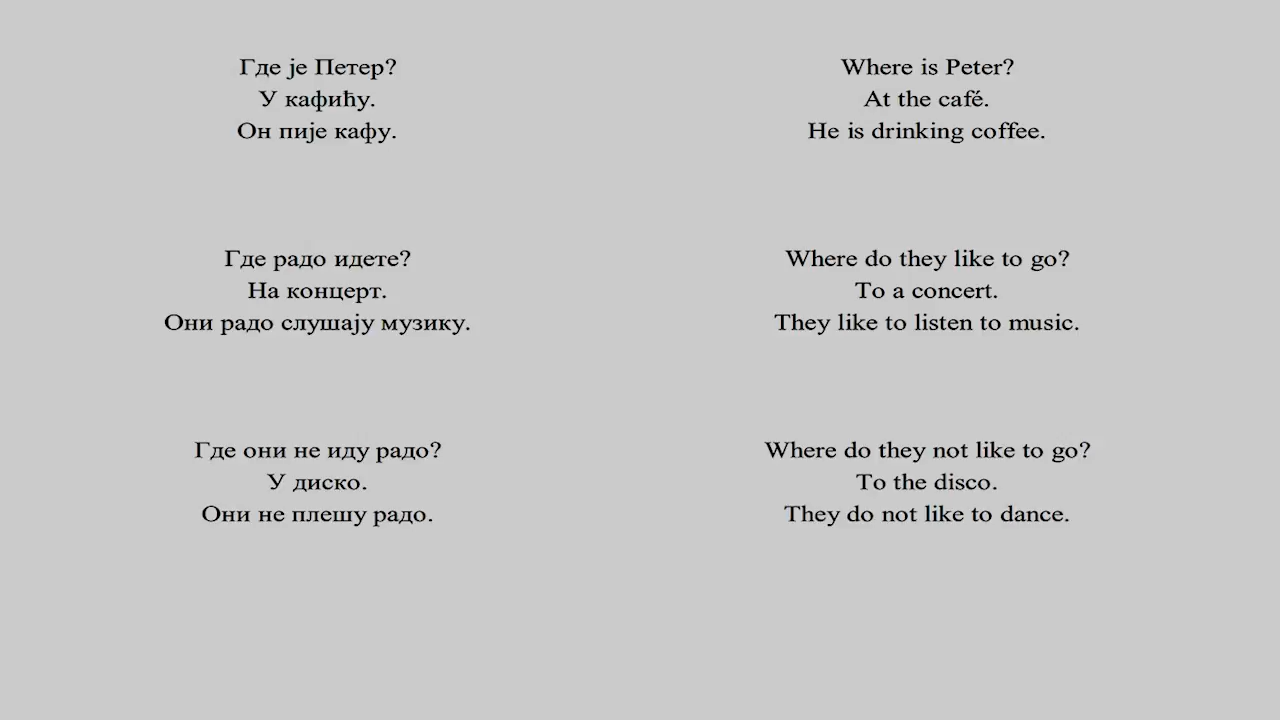 Где је Петер?
У кафићу.
Он пије кафу.
Where is Peter?
At the café.
He is drinking coffee.
Где радо идете?
На концерт.
Они радо слушају музику.
Where do they like to go?
To a concert.
They like to listen to music.
Где они не иду радо?
У диско.
Они не плешу радо.
Where do they not like to go?
To the disco.
They do not like to dance.